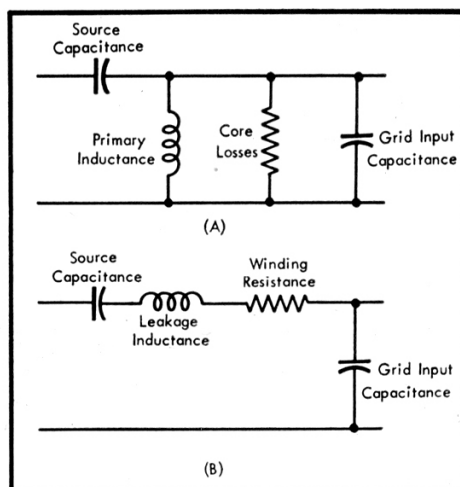 Source
Capacitance
Primary
Inductance
Core
Losses
Grid Input
Capacitance
(A)
Source
Capacitance
Winding
Resistance
Leakage
Inductance
Grid Input
Capacitance
(B)